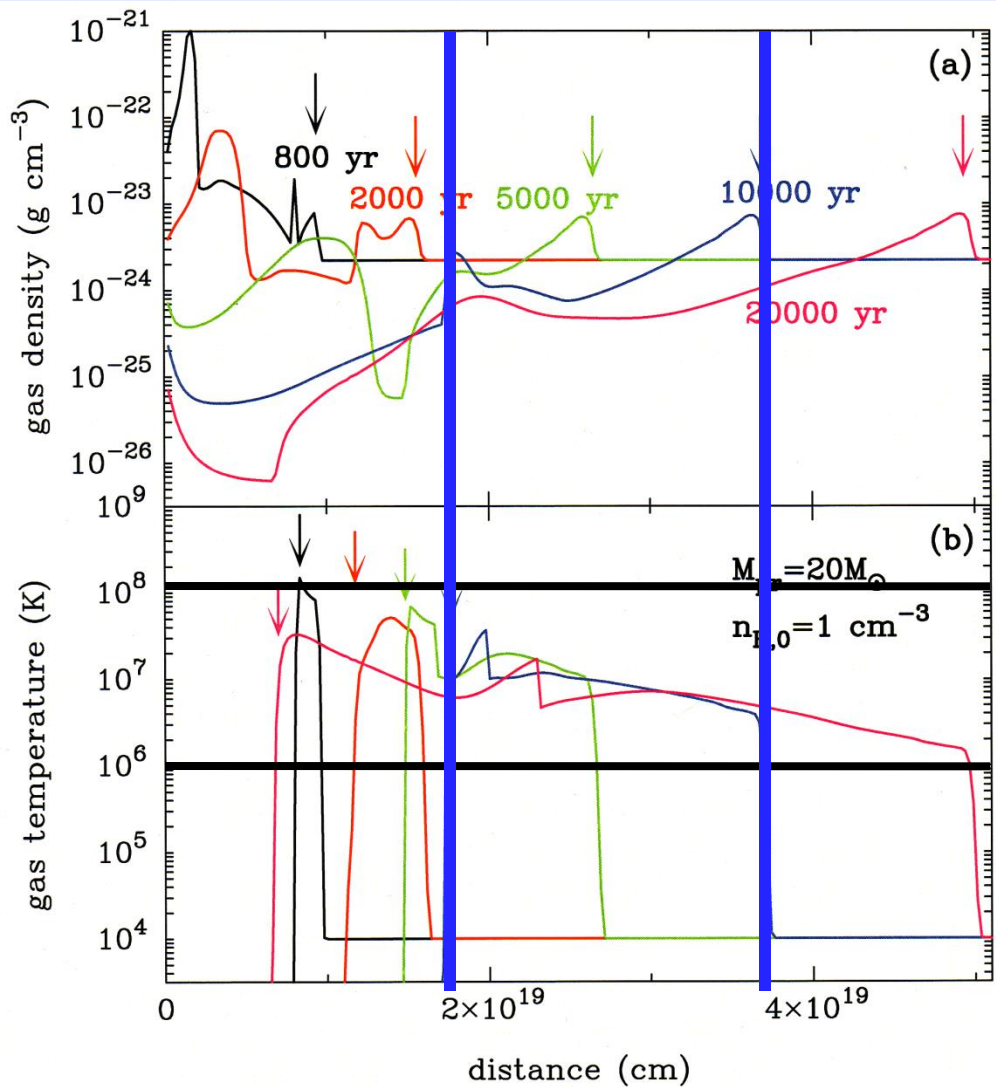 (a)
10⁻²¹
10⁻²²
10⁻²³
10⁻²⁴
10⁻²⁵
10⁻²⁶
gas density (g cm⁻³)
800 yr
2000 yr
5000 yr
10000 yr
20000 yr
(b)
10⁹
10⁸
10⁷
10⁶
10⁵
10⁴
gas temperature (K)
=20M⊙
=1 cm⁻³
0
2×10¹⁹
4×10¹⁹
distance (cm)